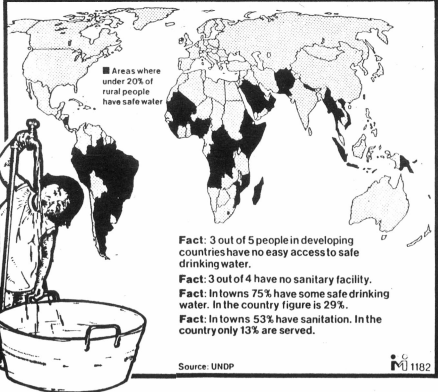 ■ Areas where
under 20% of
rural people
have safe water
Fact: 3 out of 5 people in developing
countries have no easy access to safe
drinking water.
Fact: 3 out of 4 have no sanitary facility.
Fact: In towns 75% have some safe drinking
water. In the country figure is 29%.
Fact: In towns 53% have sanitation. In the
country only 13% are served.
Source: UNDP
1182